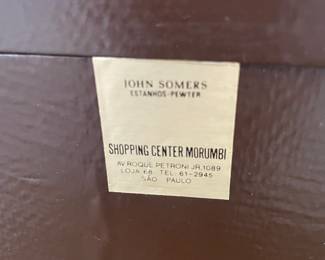 JOHN SOMERS
ESTANHOS-PEWTER
SHOPPING CENTER MORUMBI
AV ROQUE PETRONI JR,1089
LOJA 68 TEL: 61-2945
SÃO PAULO